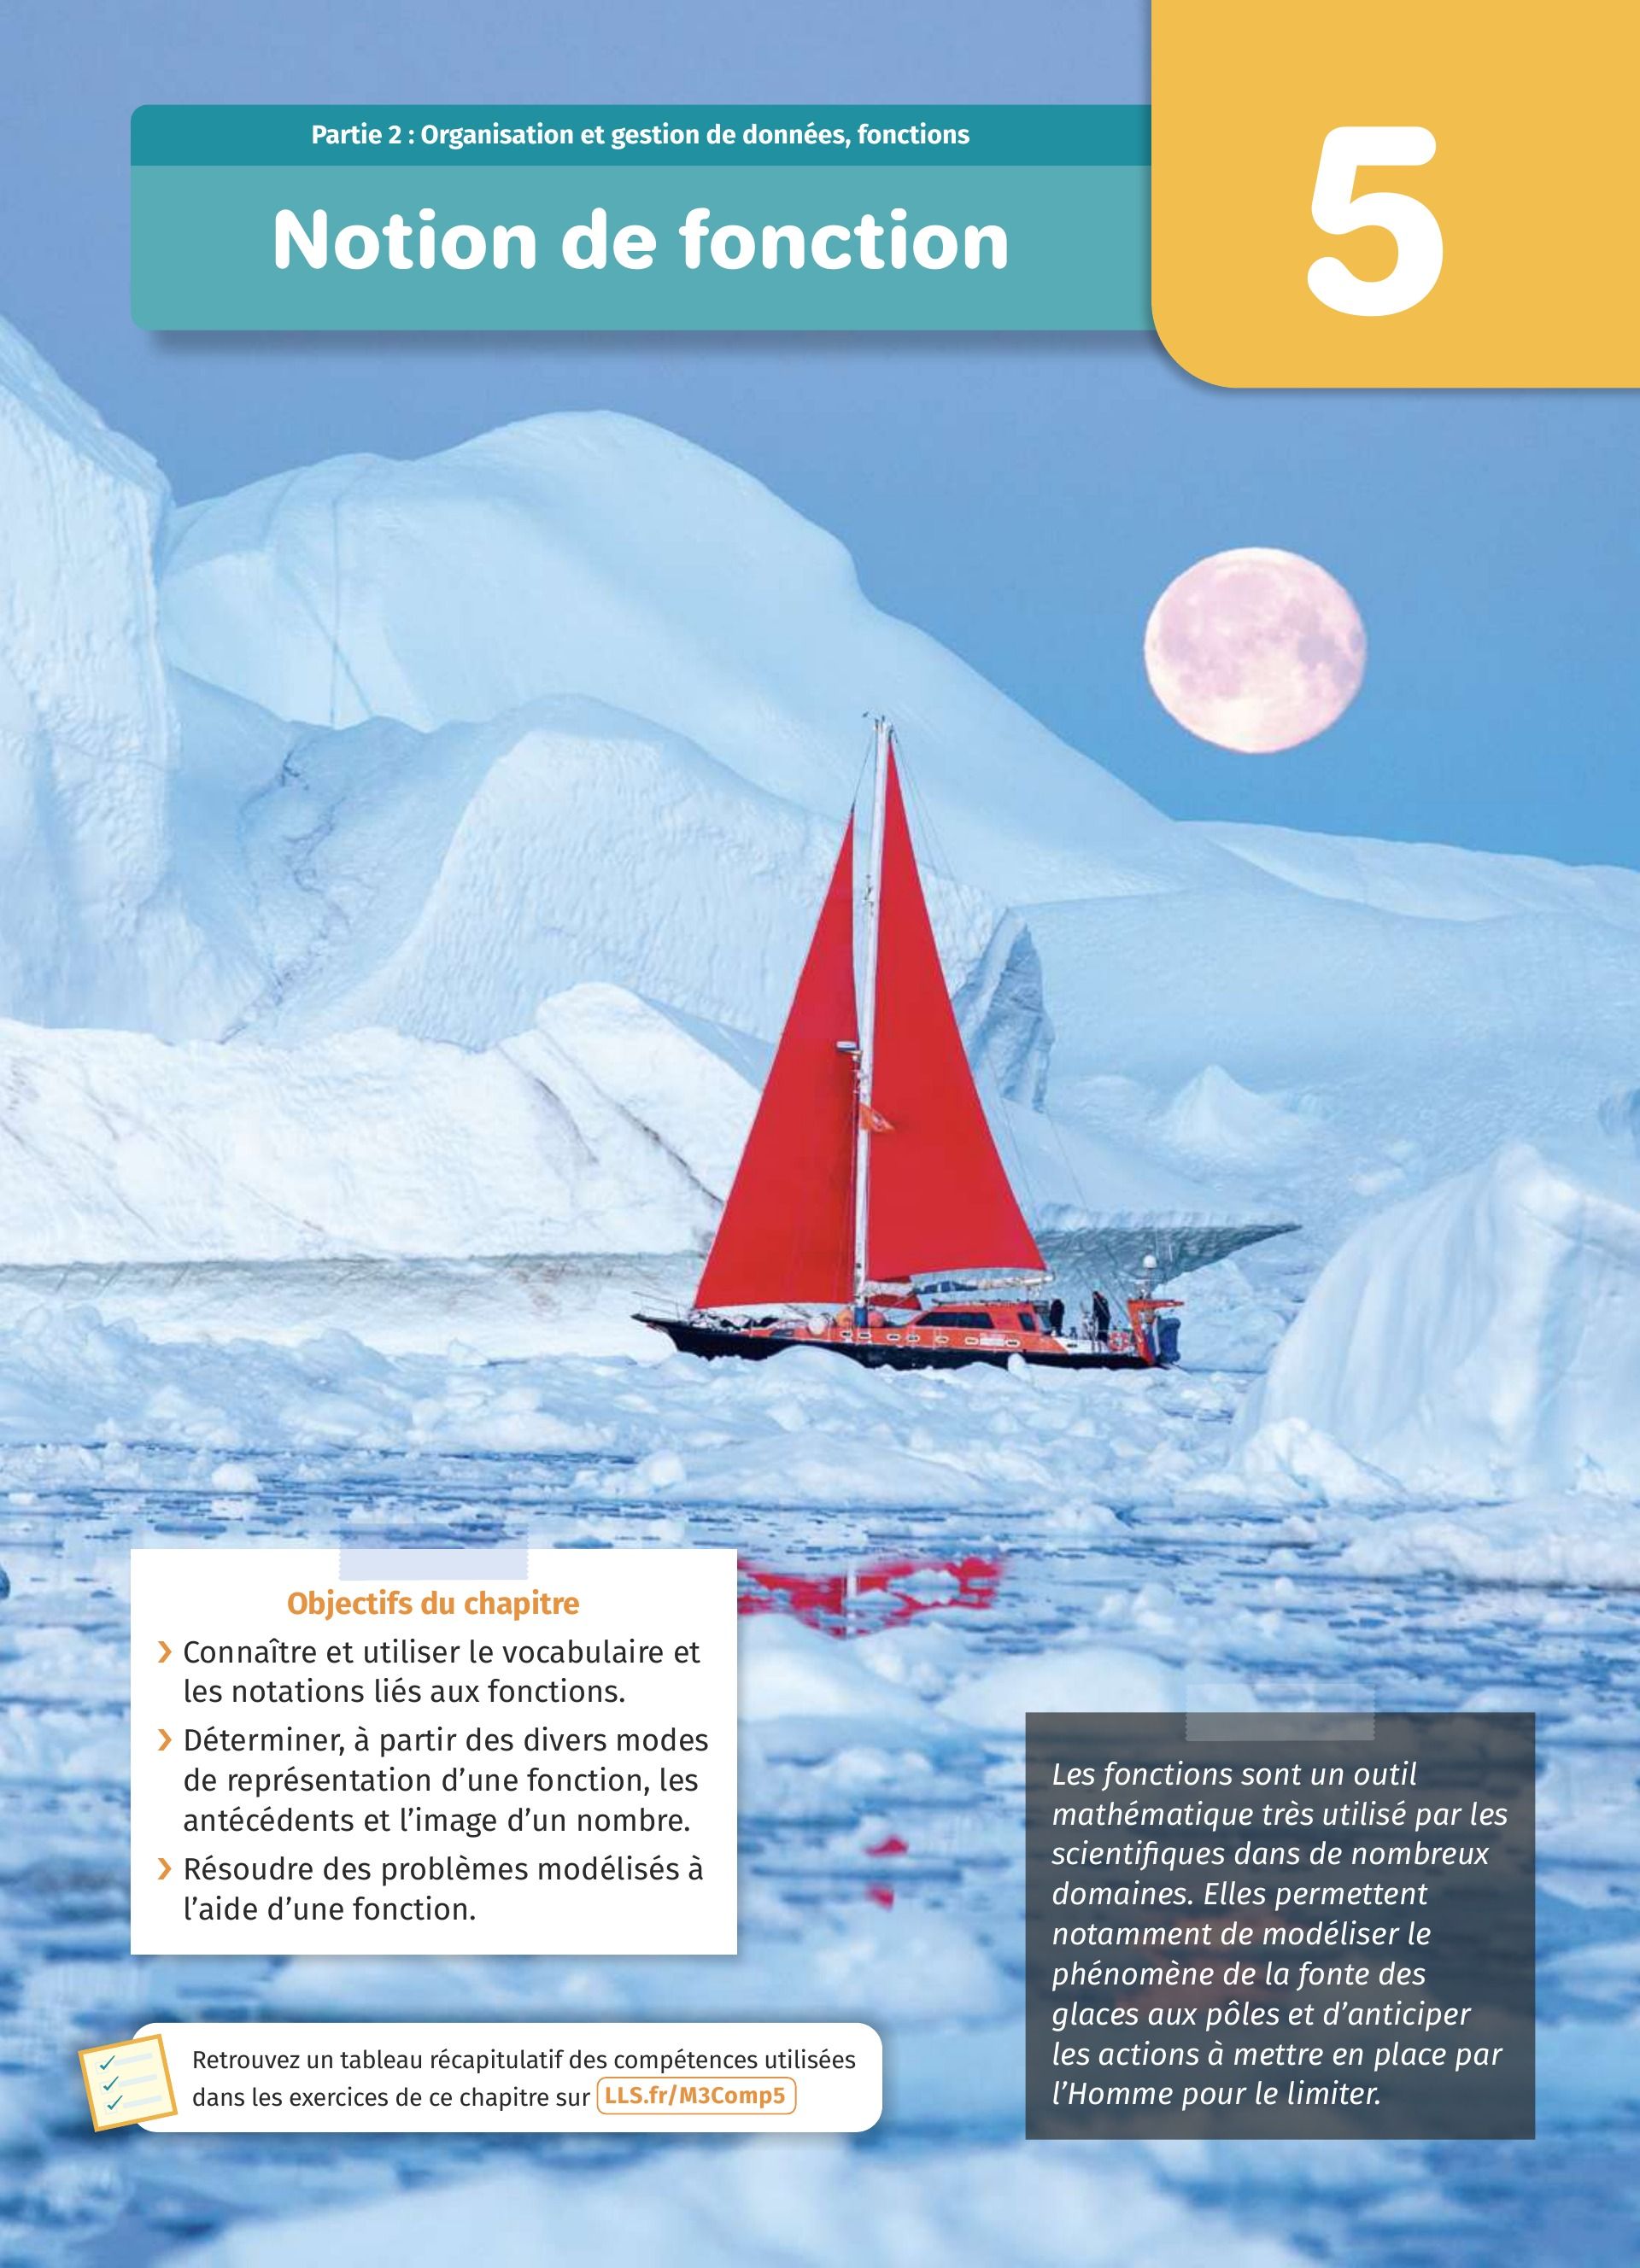 Partie 2 : Organisation et gestion de données, fonctions
Notion de fonction
5
Objectifs du chapitre
› Connaître et utiliser le vocabulaire et
les notations liés aux fonctions.
› Déterminer, à partir des divers modes
de représentation d’une fonction, les
antécédents et l’image d’un nombre.
› Résoudre des problèmes modélisés à
l’aide d’une fonction.
Les fonctions sont un outil
mathématique très utilisé par les
scientifiques dans de nombreux
domaines. Elles permettent
notamment de modéliser le
phénomène de la fonte des
glaces aux pôles et d’anticiper
les actions à mettre en place par
l’Homme pour le limiter.
Retrouvez un tableau récapitulatif des compétences utilisées
dans les exercices de ce chapitre sur LLS.fr/M3Comp5